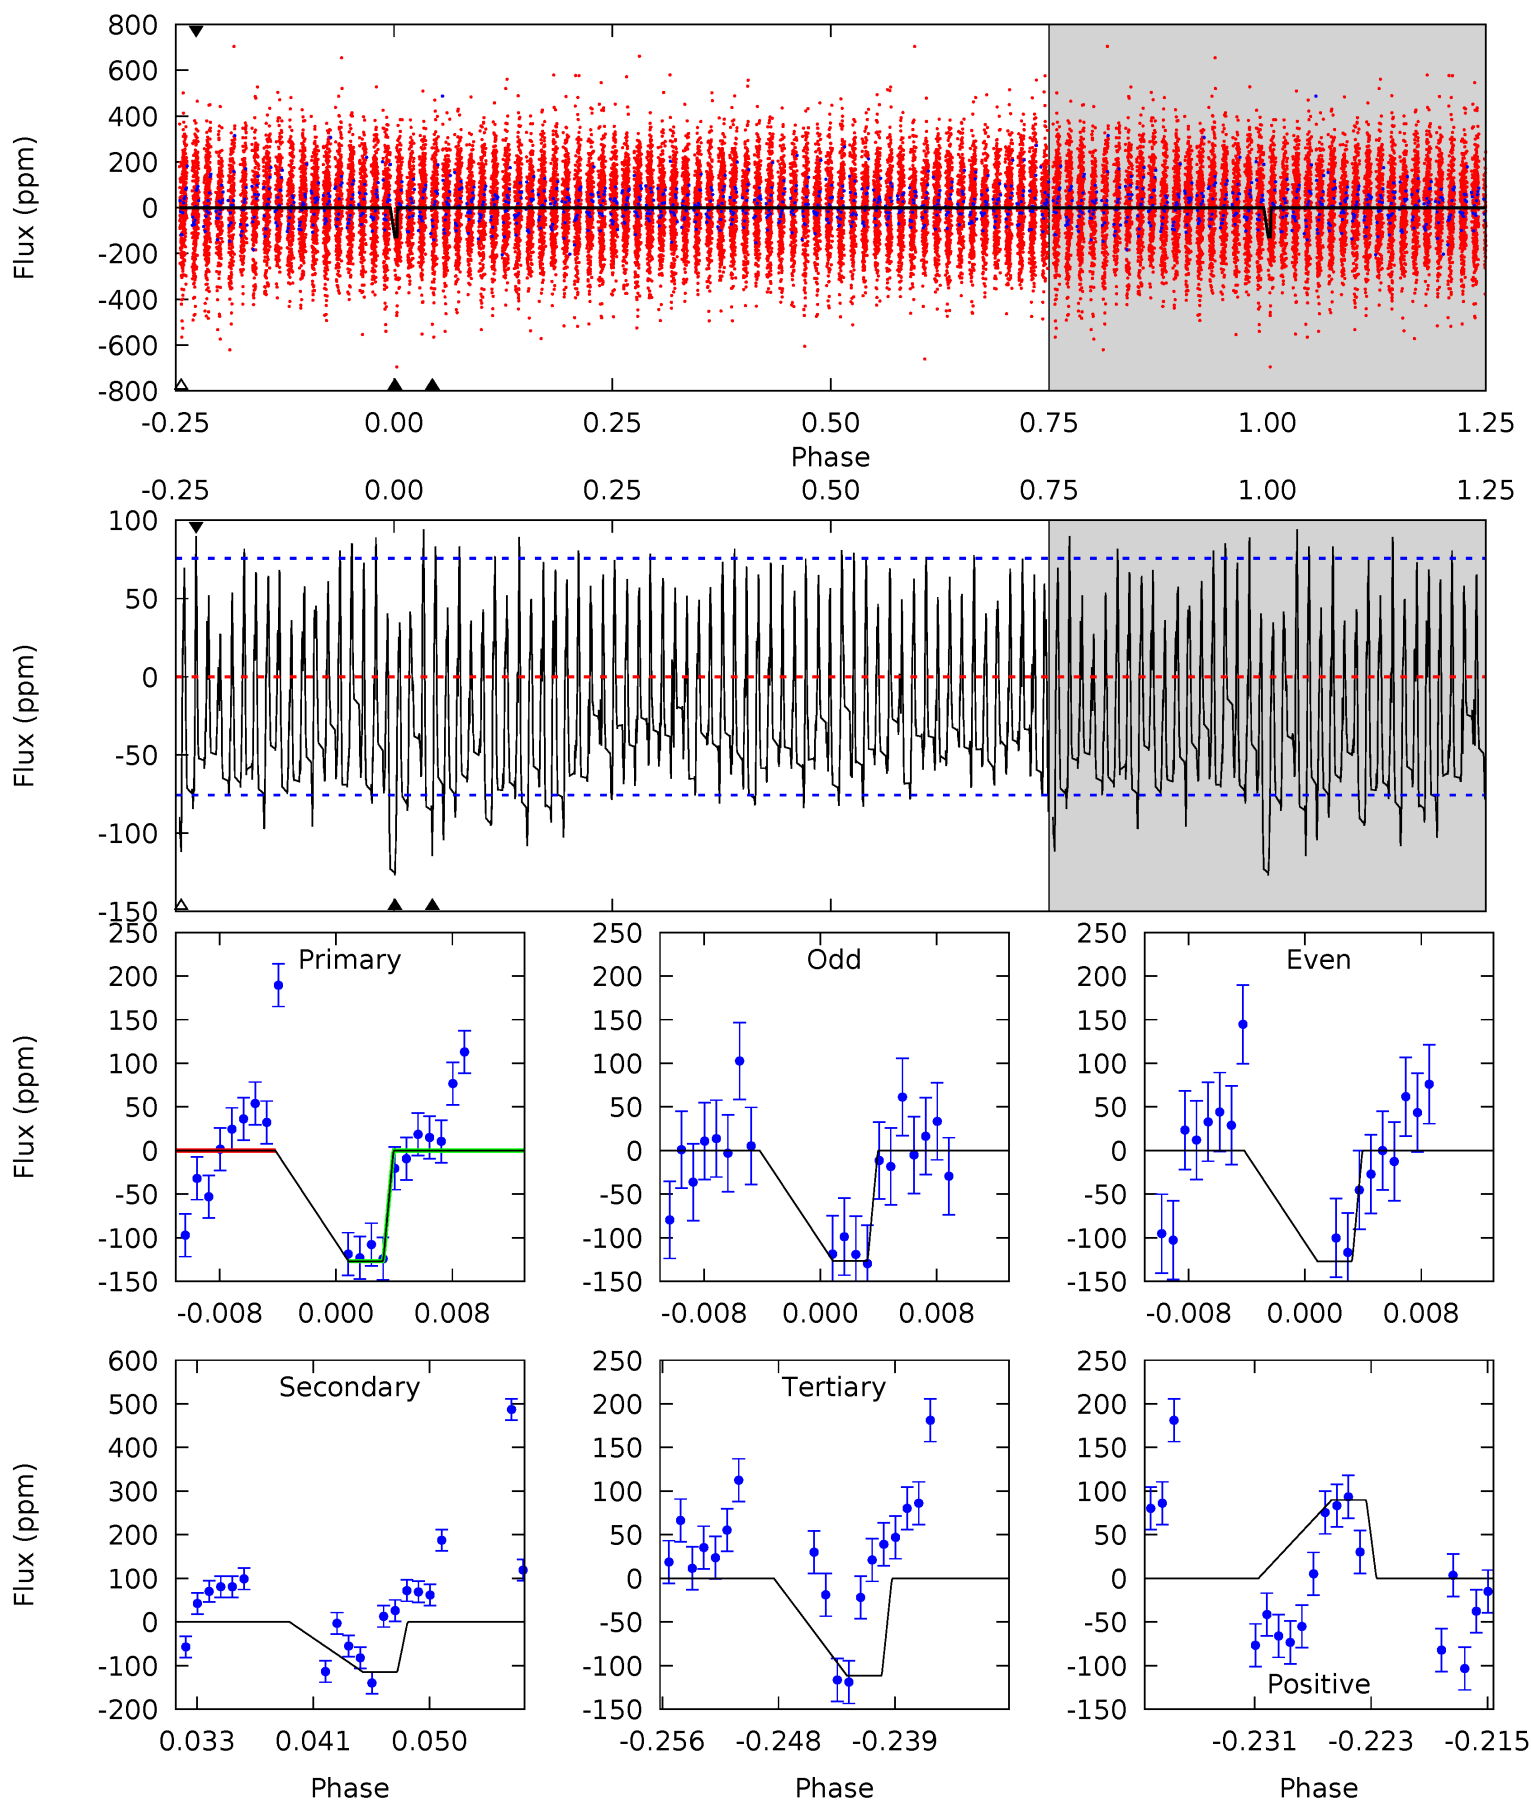 800
600
400
200
0
-200
-400
-600
-800
Flux (ppm)
-0.25 0.00 0.25 0.50 0.75 1.00 1.25
Phase
-0.25 0.00 0.25 0.50 0.75 1.00 1.25
100
50
0
-50
-100
-150
Flux (ppm)
250 250 250
200 Primary 200 Odd 200 Even
150 150 150
100 100 100
50 50 50
0 0 0
-50 -50 -50
-100 -100 -100
-150 -150 -150
Flux (ppm)
-0.008 0.000 0.008 -0.008 0.000 0.008 -0.008 0.000 0.008
600 250 250
Secondary Tertiary
500 200 200
400 150 150
300 100 100
200 50 50
100 0 0
0 -50 -50
-100 -100 -100 Positive
-200 -150 -150
Flux (ppm)
0.033 0.041 0.050 -0.256 -0.248 -0.239 -0.231 -0.223 -0.215
Phase Phase Phase